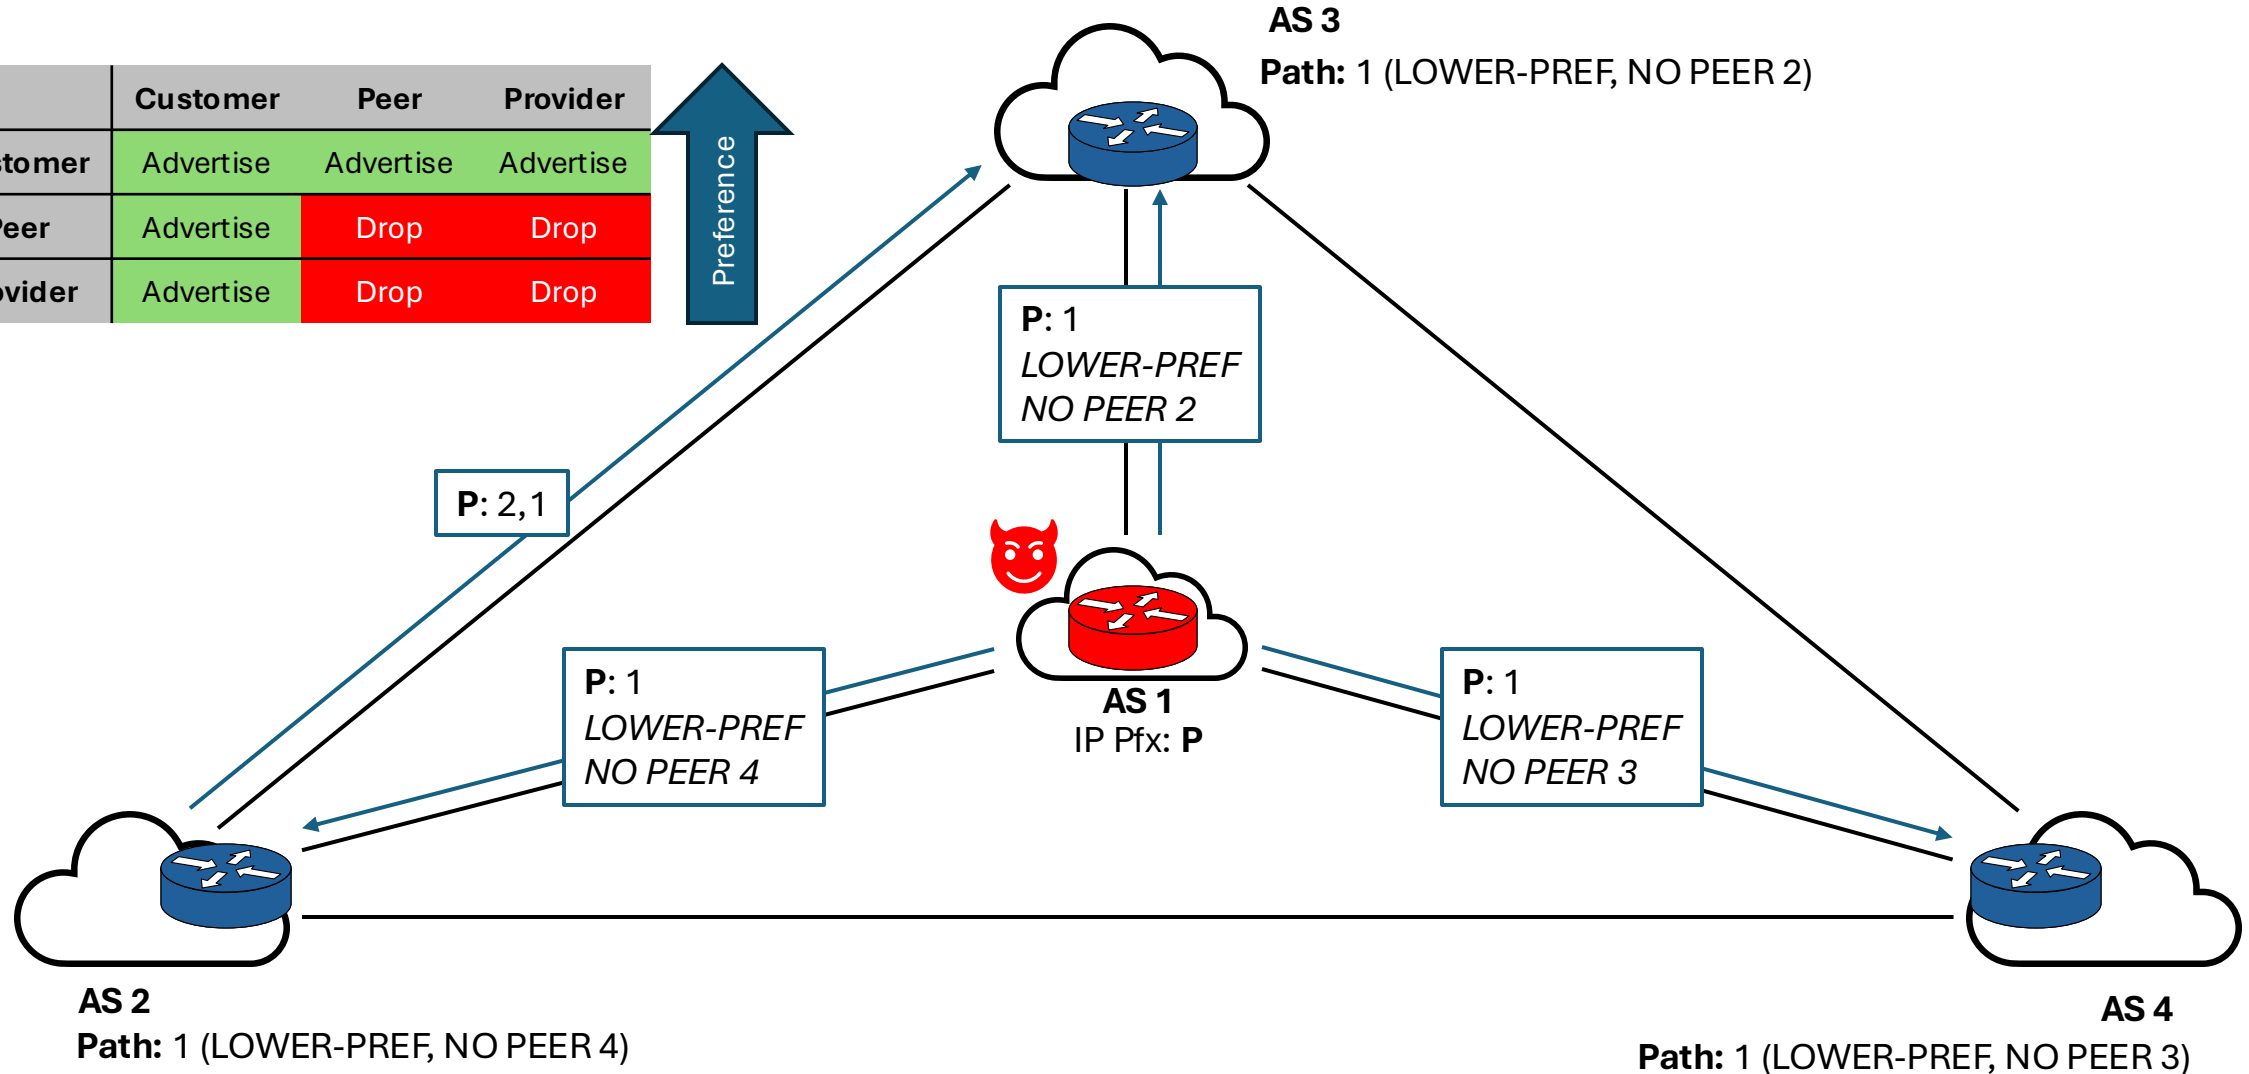 AS 3
Path: 1 (LOWER-PREF, NO PEER 2)
Customer Peer Provider
stomer Advertise Advertise Advertise
Peer Advertise Drop Drop
ovider Advertise Drop Drop
Preference
P: 1
LOWER-PREF
NO PEER 2
P: 2,1
P: 1
LOWER-PREF
NO PEER 4
AS 1
IP Pfx: P
P: 1
LOWER-PREF
NO PEER 3
AS 2
Path: 1 (LOWER-PREF, NO PEER 4)
AS 4
Path: 1 (LOWER-PREF, NO PEER 3)